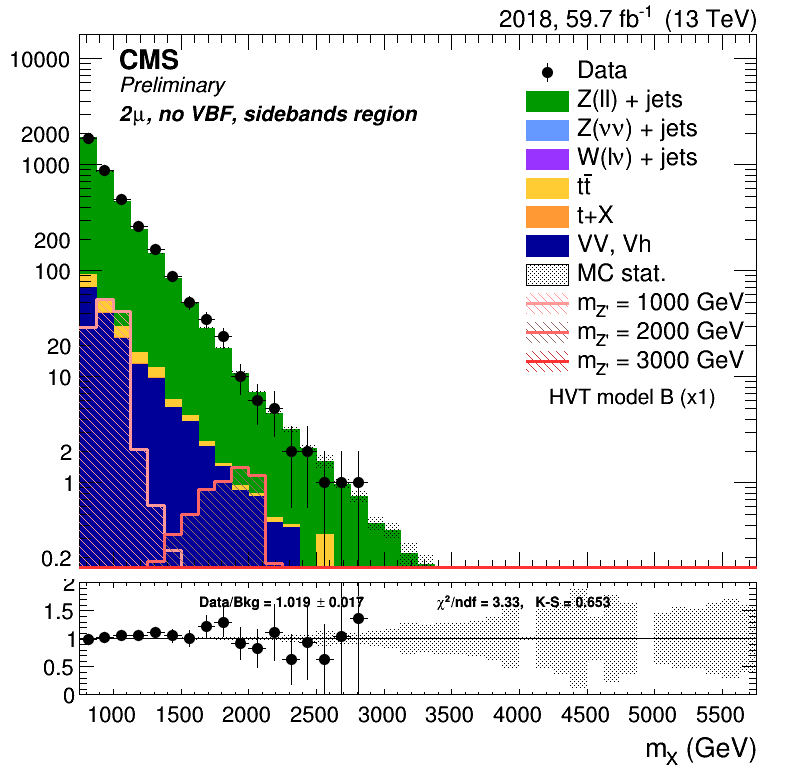 2018, 59.7 fb⁻¹ (13 TeV)
CMS
Preliminary
2μ, no VBF, sidebands region
Data
Z(ll) + jets
Z(νν) + jets
W(lν) + jets
tt̄
t+X
VV, Vh
MC stat.
m_Z' = 1000 GeV
m_Z' = 2000 GeV
m_Z' = 3000 GeV
HVT model B (x1)
10000
2000
1000
200
100
20
10
2
1
0.2
Data/Bkg = 1.019 ± 0.017 χ²/ndf = 3.33, K-S = 0.653
2
1.5
1
0.5
0
1000 1500 2000 2500 3000 3500 4000 4500 5000 5500
m_X (GeV)